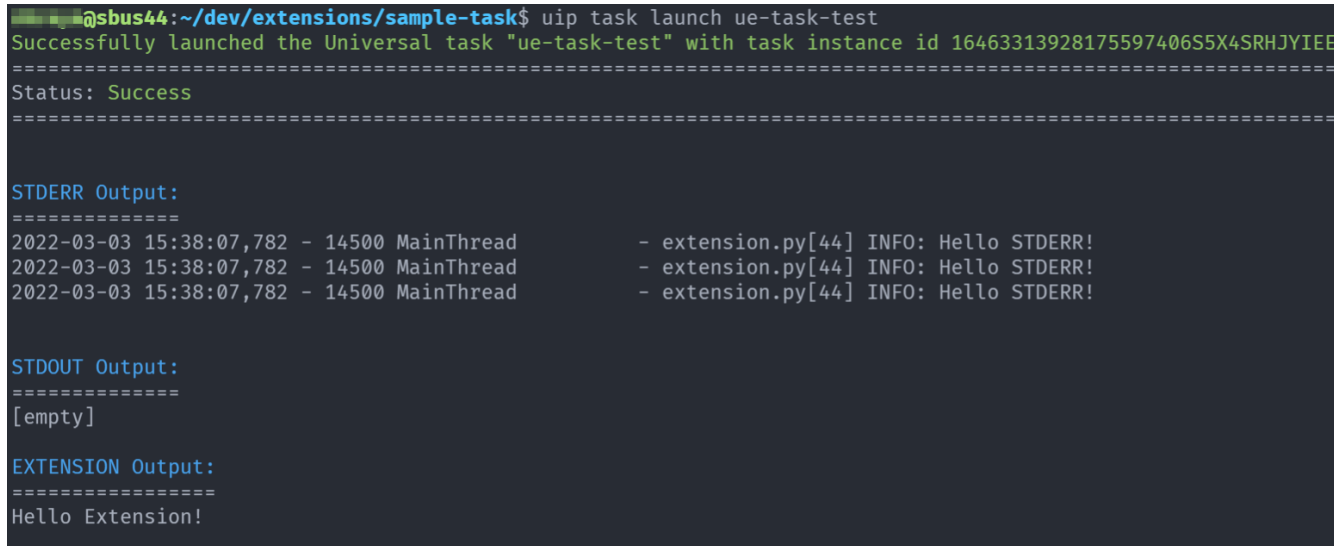 @sbus44:~/dev/extensions/sample-task$ uip task launch ue-task-test
Successfully launched the Universal task "ue-task-test" with task instance id 16463313928175597406S5X4SRHJYIEE
==============================================================================================================
Status: Success
==============================================================================================================
STDERR Output:
==============
2022-03-03 15:38:07,782 - 14500 MainThread          - extension.py[44] INFO: Hello STDERR!
2022-03-03 15:38:07,782 - 14500 MainThread          - extension.py[44] INFO: Hello STDERR!
2022-03-03 15:38:07,782 - 14500 MainThread          - extension.py[44] INFO: Hello STDERR!
STDOUT Output:
==============
[empty]
EXTENSION Output:
=================
Hello Extension!